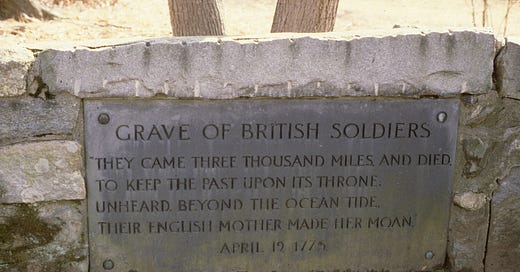 GRAVE OF BRITISH SOLDIERS
"THEY CAME THREE THOUSAND MILES, AND DIED,
TO KEEP THE PAST UPON ITS THRONE:
UNHEARD, BEYOND THE OCEAN TIDE,
THEIR ENGLISH MOTHER MADE HER MOAN."
APRIL 19, 1775